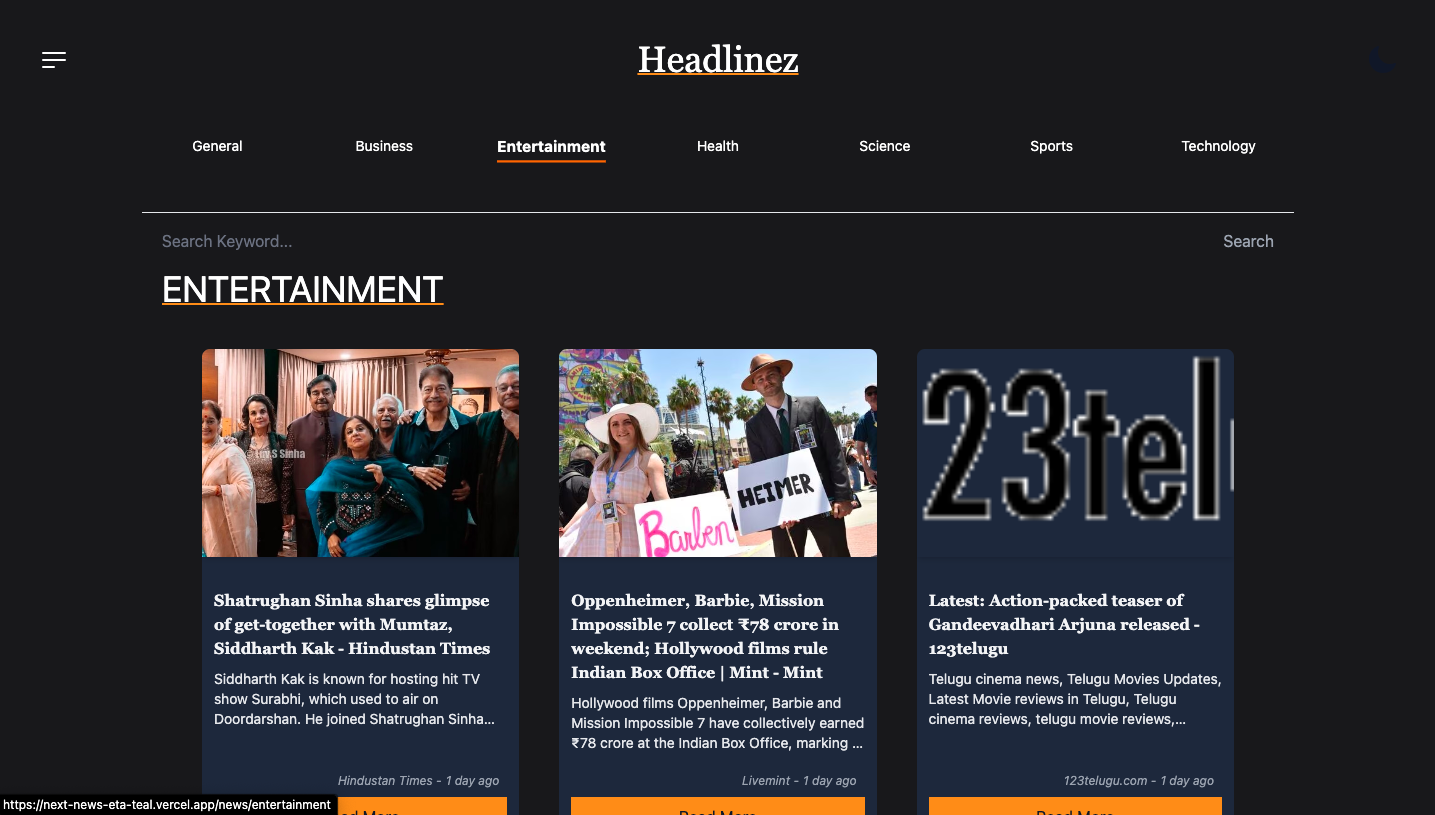 Headlinez
General Business Entertainment Health Science Sports Technology
Search Keyword... Search
ENTERTAINMENT
@ Luv S Sinha
Barben
HEIMER
23tel
Shatrughan Sinha shares glimpse
of get-together with Mumtaz,
Siddharth Kak - Hindustan Times
Siddharth Kak is known for hosting hit TV
show Surabhi, which used to air on
Doordarshan. He joined Shatrughan Sinha...
Hindustan Times - 1 day ago
Oppenheimer, Barbie, Mission
Impossible 7 collect ₹78 crore in
weekend; Hollywood films rule
Indian Box Office | Mint - Mint
Hollywood films Oppenheimer, Barbie and
Mission Impossible 7 have collectively earned
₹78 crore at the Indian Box Office, marking ...
Livemint - 1 day ago
Read More
Latest: Action-packed teaser of
Gandeevadhari Arjuna released -
123telugu
Telugu cinema news, Telugu Movies Updates,
Latest Movie reviews in Telugu, Telugu
cinema reviews, telugu movie reviews,...
123telugu.com - 1 day ago
Read More
https://next-news-eta-teal.vercel.app/news/entertainment